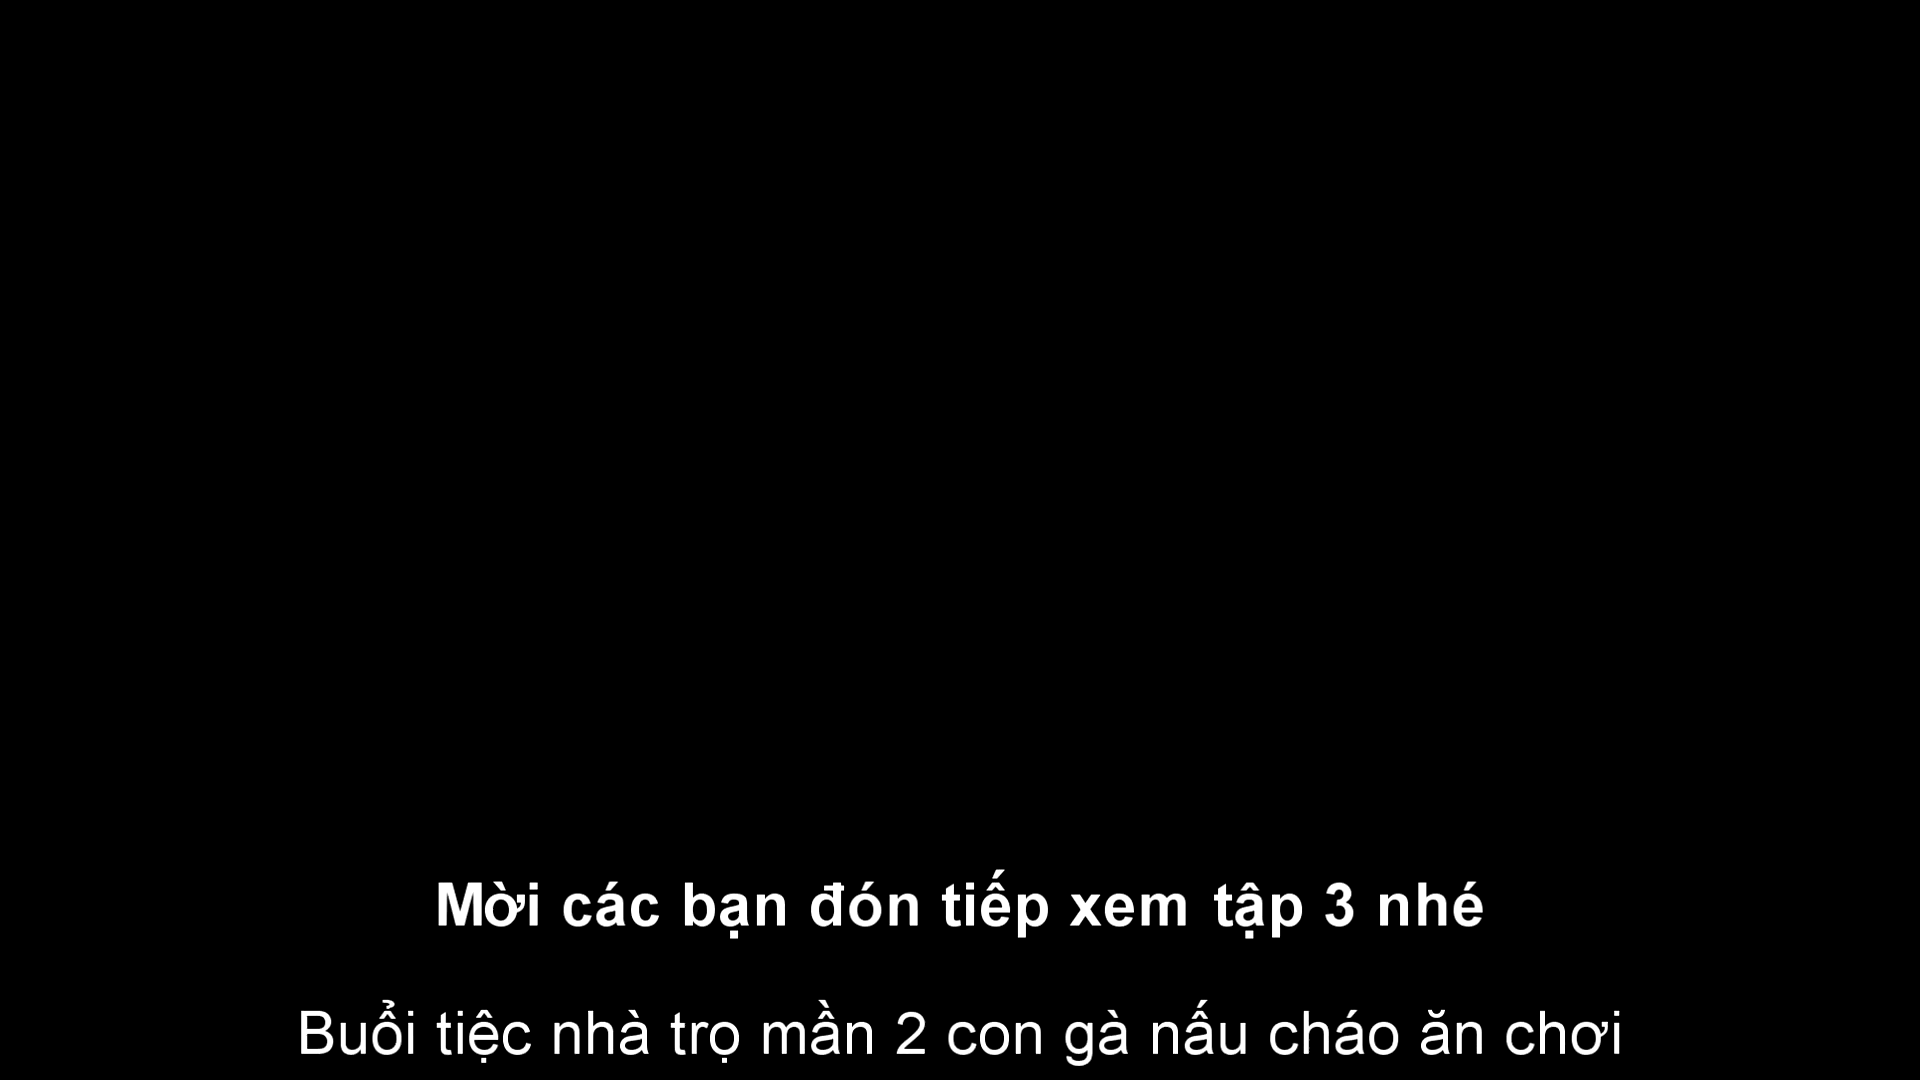 Mời các bạn đón tiếp xem tập 3 nhé
Buổi tiệc nhà trọ mần 2 con gà nấu cháo ăn chơi